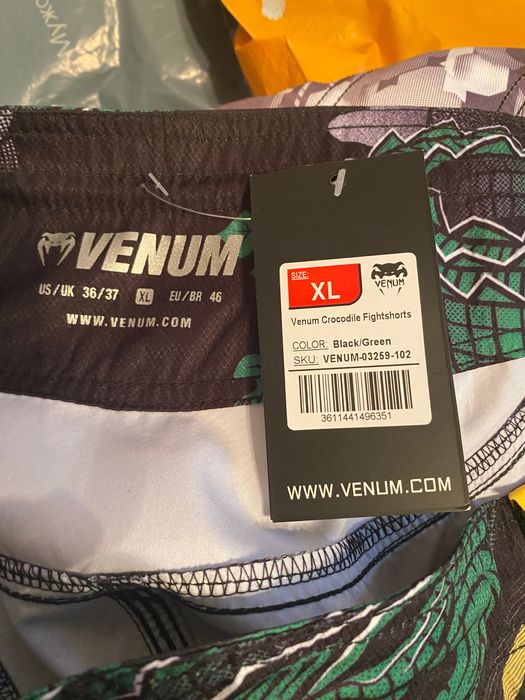 МУЖО
VENUM
US/UK 36/37 XL EU/BR 46
WWW.VENUM.COM
SIZE:
XL
VENUM
Venum Crocodile Fightshorts
COLOR: Black/Green
SKU: VENUM-03259-102
3611441496351
WWW.VENUM.COM